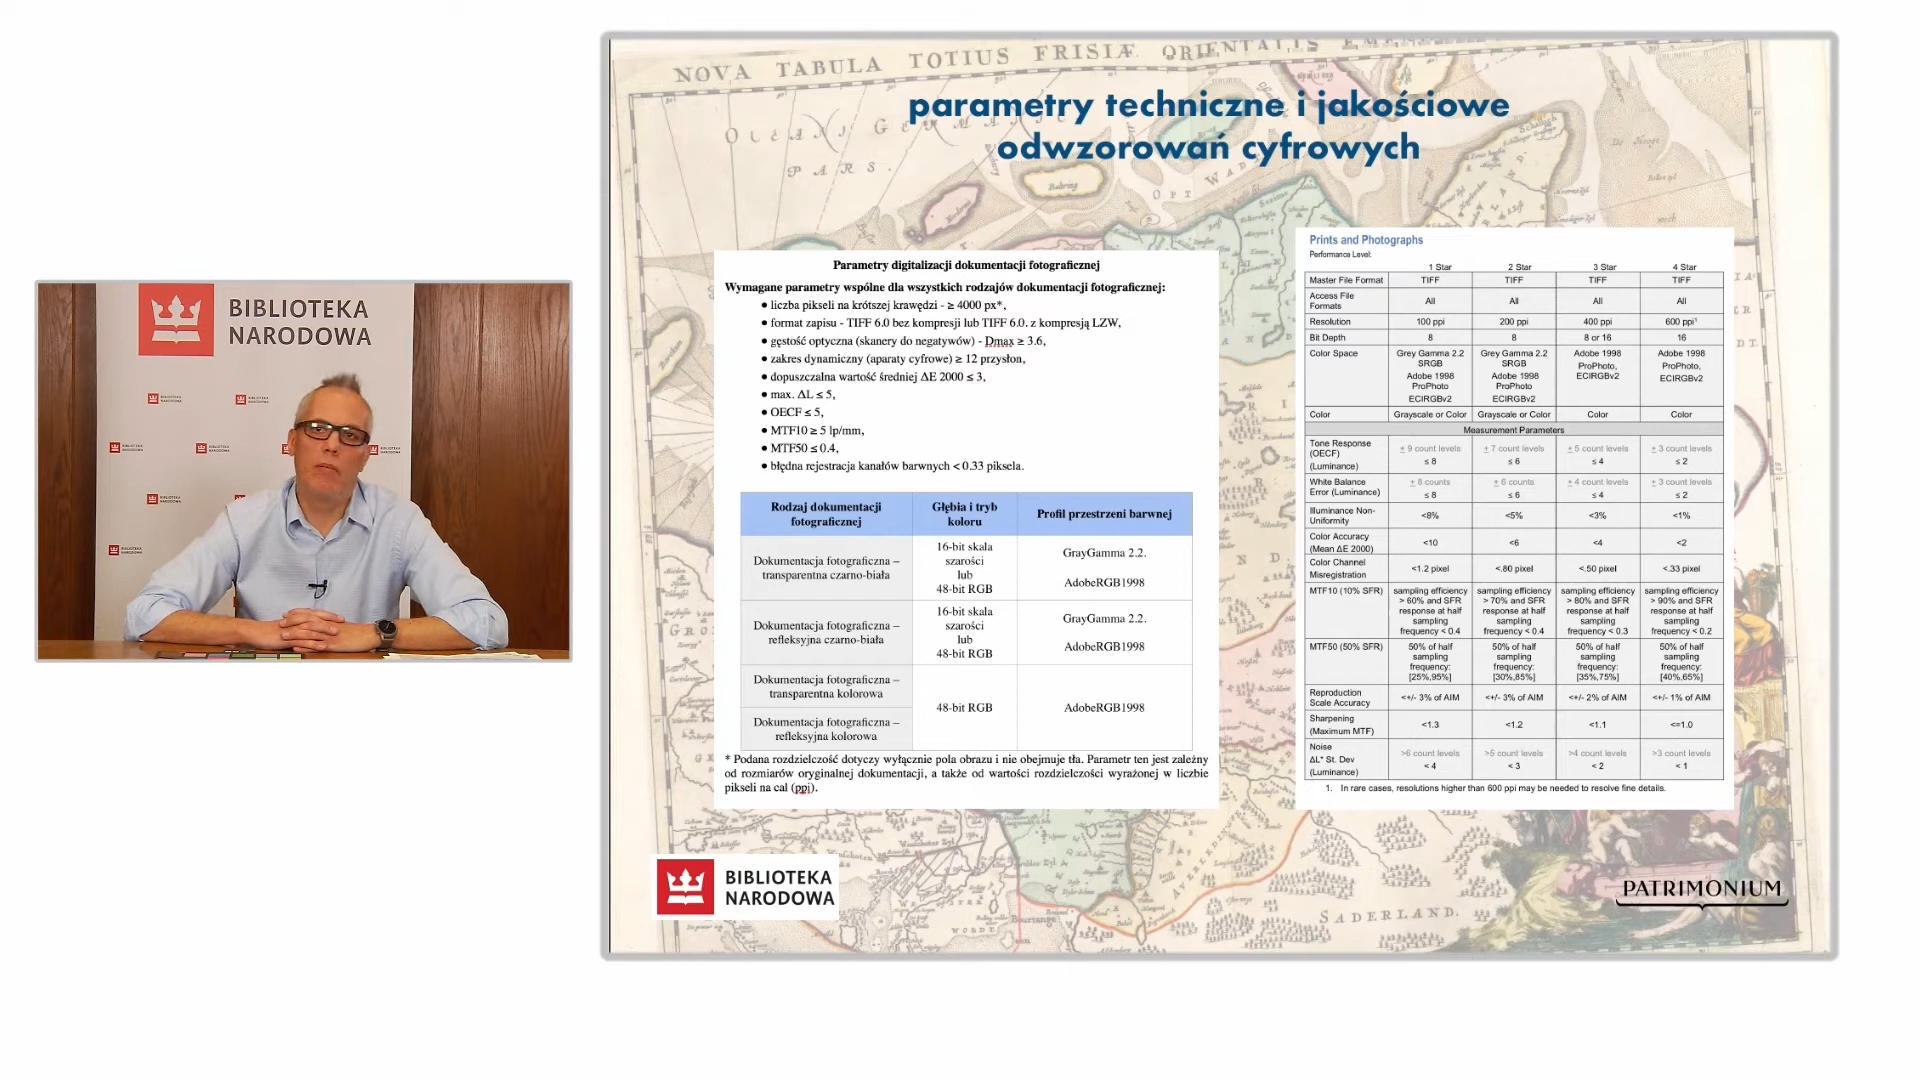 BIBLIOTEKA
NARODOWA
NOVA TABULA TOTIUS FRISIÆ ORIENTALIS
parametry techniczne i jakościowe
odwzorowań cyfrowych
Parametry digitalizacji dokumentacji fotograficznej
Wymagane parametry wspólne dla wszystkich rodzajów dokumentacji fotograficznej:
• liczba pikseli na krótszej krawędzi - ≥ 4000 px*,
• format zapisu - TIFF 6.0 bez kompresji lub TIFF 6.0. z kompresją LZW,
• gęstość optyczna (skanery do negatywów) - Dmax ≥ 3.6,
• zakres dynamiczny (aparaty cyfrowe) ≥ 12 przysłon,
• dopuszczalna wartość średniej ΔE 2000 ≤ 3,
• max. ΔL ≤ 5,
• OECF ≤ 5,
• MTF10 ≥ 5 lp/mm,
• MTF50 ≤ 0.4,
• błędna rejestracja kanałów barwnych < 0.33 piksela.
Rodzaj dokumentacji fotograficznej Głębia i tryb koloru Profil przestrzeni barwnej
Dokumentacja fotograficzna – transparentna czarno-biała 16-bit skala szarości lub 48-bit RGB GrayGamma 2.2. AdobeRGB1998
Dokumentacja fotograficzna – refleksyjna czarno-biała 16-bit skala szarości lub 48-bit RGB GrayGamma 2.2. AdobeRGB1998
Dokumentacja fotograficzna – transparentna kolorowa 48-bit RGB AdobeRGB1998
Dokumentacja fotograficzna – refleksyjna kolorowa
* Podana rozdzielczość dotyczy wyłącznie pola obrazu i nie obejmuje tła. Parametr ten jest zależny
od rozmiarów oryginalnej dokumentacji, a także od wartości rozdzielczości wyrażonej w liczbie
pikseli na cal (ppi).
Prints and Photographs
Performance Level:
1 Star 2 Star 3 Star 4 Star
Master File Format TIFF TIFF TIFF TIFF
Access File Formats All All All All
Resolution 100 ppi 200 ppi 400 ppi 600 ppi¹
Bit Depth 8 8 8 or 16 16
Color Space Grey Gamma 2.2 SRGB Adobe 1998 ProPhoto ECIRGBv2 Grey Gamma 2.2 SRGB Adobe 1998 ProPhoto ECIRGBv2 Adobe 1998 ProPhoto, ECIRGBv2 Adobe 1998 ProPhoto, ECIRGBv2
Color Grayscale or Color Grayscale or Color Color Color
Measurement Parameters
Tone Response (OECF) (Luminance) ± 9 count levels ≤ 8 ± 7 count levels ≤ 6 ± 5 count levels ≤ 4 ± 3 count levels ≤ 2
White Balance Error (Luminance) ± 8 counts ≤ 8 ± 6 counts ≤ 6 ± 4 count levels ≤ 4 ± 3 count levels ≤ 2
Illuminance Non-Uniformity <8% <5% <3% <1%
Color Accuracy (Mean ΔE 2000) <10 <6 <4 <2
Color Channel Misregistration <1.2 pixel <.80 pixel <.50 pixel <.33 pixel
MTF10 (10% SFR) sampling efficiency > 60% and SFR response at half sampling frequency < 0.4 sampling efficiency > 70% and SFR response at half sampling frequency < 0.4 sampling efficiency > 80% and SFR response at half sampling frequency < 0.3 sampling efficiency > 90% and SFR response at half sampling frequency < 0.2
MTF50 (50% SFR) 50% of half sampling frequency: [25%,95%] 50% of half sampling frequency: [30%,85%] 50% of half sampling frequency: [35%,75%] 50% of half sampling frequency: [40%,65%]
Reproduction Scale Accuracy <+/- 3% of AIM <+/- 3% of AIM <+/- 2% of AIM <+/- 1% of AIM
Sharpening (Maximum MTF) <1.3 <1.2 <1.1 <=1.0
Noise ΔL* St. Dev (Luminance) >6 count levels < 4 >5 count levels < 3 >4 count levels < 2 >3 count levels < 1
1. In rare cases, resolutions higher than 600 ppi may be needed to resolve fine details.
BIBLIOTEKA
NARODOWA
PATRIMONIUM
SADERLAND.